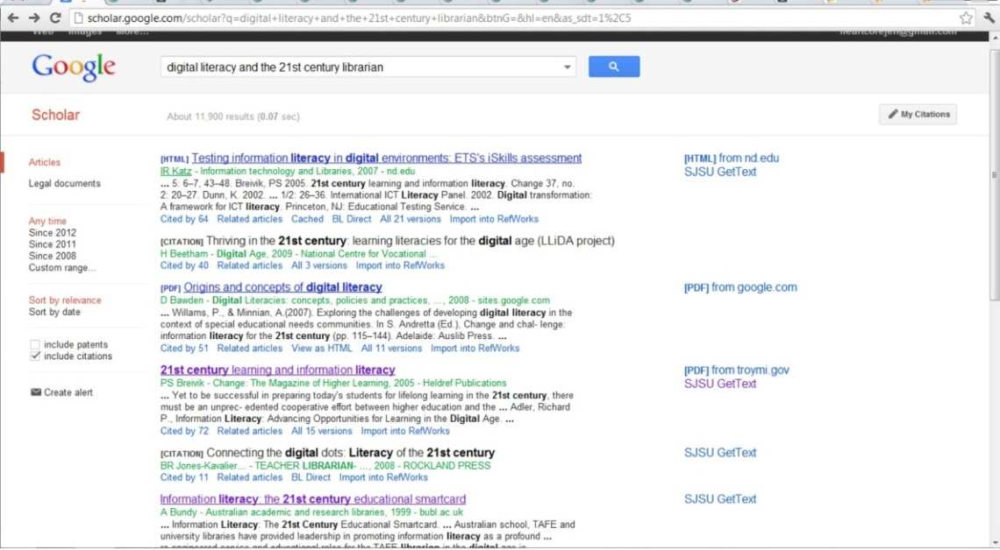 scholar.google.com/scholar?q=digital+literacy+and+the+21st+century+librarian&btnG=&hl=en&as_sdt=1%2C5
Web Images More...
heartcorejen@gmail.com
Google
digital literacy and the 21st century librarian
Scholar
About 11,900 results (0.07 sec)
My Citations
Articles
Legal documents
Any time
Since 2012
Since 2011
Since 2008
Custom range...
Sort by relevance
Sort by date
include patents
include citations
Create alert
[HTML] Testing information literacy in digital environments: ETS's iSkills assessment
IR Katz - Information technology and Libraries, 2007 - nd.edu
... 5: 6–7, 43–48. Breivik, PS 2005. 21st century learning and information literacy. Change 37, no.
2: 20–27. Dunn, K. 2002. ... 1/2: 26–36. International ICT Literacy Panel. 2002. Digital transformation:
A framework for ICT literacy. Princeton, NJ: Educational Testing Service. ...
Cited by 64 Related articles Cached BL Direct All 21 versions Import into RefWorks
[HTML] from nd.edu
SJSU GetText
[CITATION] Thriving in the 21st century: learning literacies for the digital age (LLiDA project)
H Beetham - Digital Age, 2009 - National Centre for Vocational ...
Cited by 40 Related articles All 3 versions Import into RefWorks
[PDF] Origins and concepts of digital literacy
D Bawden - Digital Literacies: concepts, policies and practices, ..., 2008 - sites.google.com
... Willams, P., & Minnian, A.(2007). Exploring the challenges of developing digital literacy in the
context of special educational needs communities. In S. Andretta (Ed.), Change and chal- lenge:
information literacy for the 21st century (pp. 115–144). Adelaide: Auslib Press. ...
Cited by 51 Related articles View as HTML All 11 versions Import into RefWorks
[PDF] from google.com
21st century learning and information literacy
PS Breivik - Change: The Magazine of Higher Learning, 2005 - Heldref Publications
... Yet to be successful in preparing today's students for lifelong learning in the 21st century, there
must be an unprec- edented cooperative effort between higher education and the ... Adler, Richard
P., Information Literacy: Advancing Opportunities for Learning in the Digital Age. ...
Cited by 72 Related articles All 15 versions Import into RefWorks
[PDF] from troymi.gov
SJSU GetText
[CITATION] Connecting the digital dots: Literacy of the 21st century
BR Jones-Kavalier... - TEACHER LIBRARIAN- ..., 2008 - ROCKLAND PRESS
Cited by 11 Related articles BL Direct Import into RefWorks
SJSU GetText
Information literacy: the 21st century educational smartcard
A Bundy - Australian academic and research libraries, 1999 - bubl.ac.uk
... Information Literacy: The 21st Century Educational Smartcard. ... Australian school, TAFE and
university libraries have provided leadership in promoting information literacy as a profound ...
re-engineered service and educational roles for the TAFE librarian in the digital age is
SJSU GetText